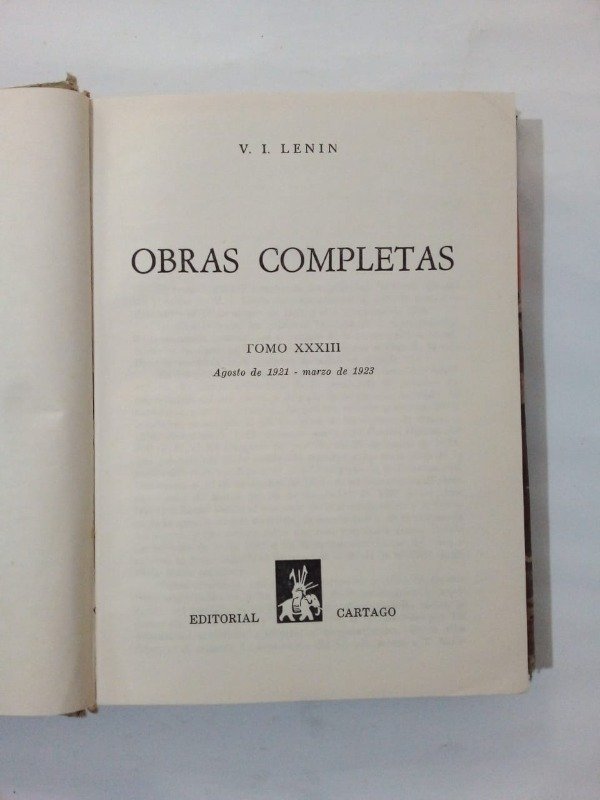 V. I. LENIN
OBRAS COMPLETAS
TOMO XXXIII
Agosto de 1921 - marzo de 1923
EDITORIAL CARTAGO